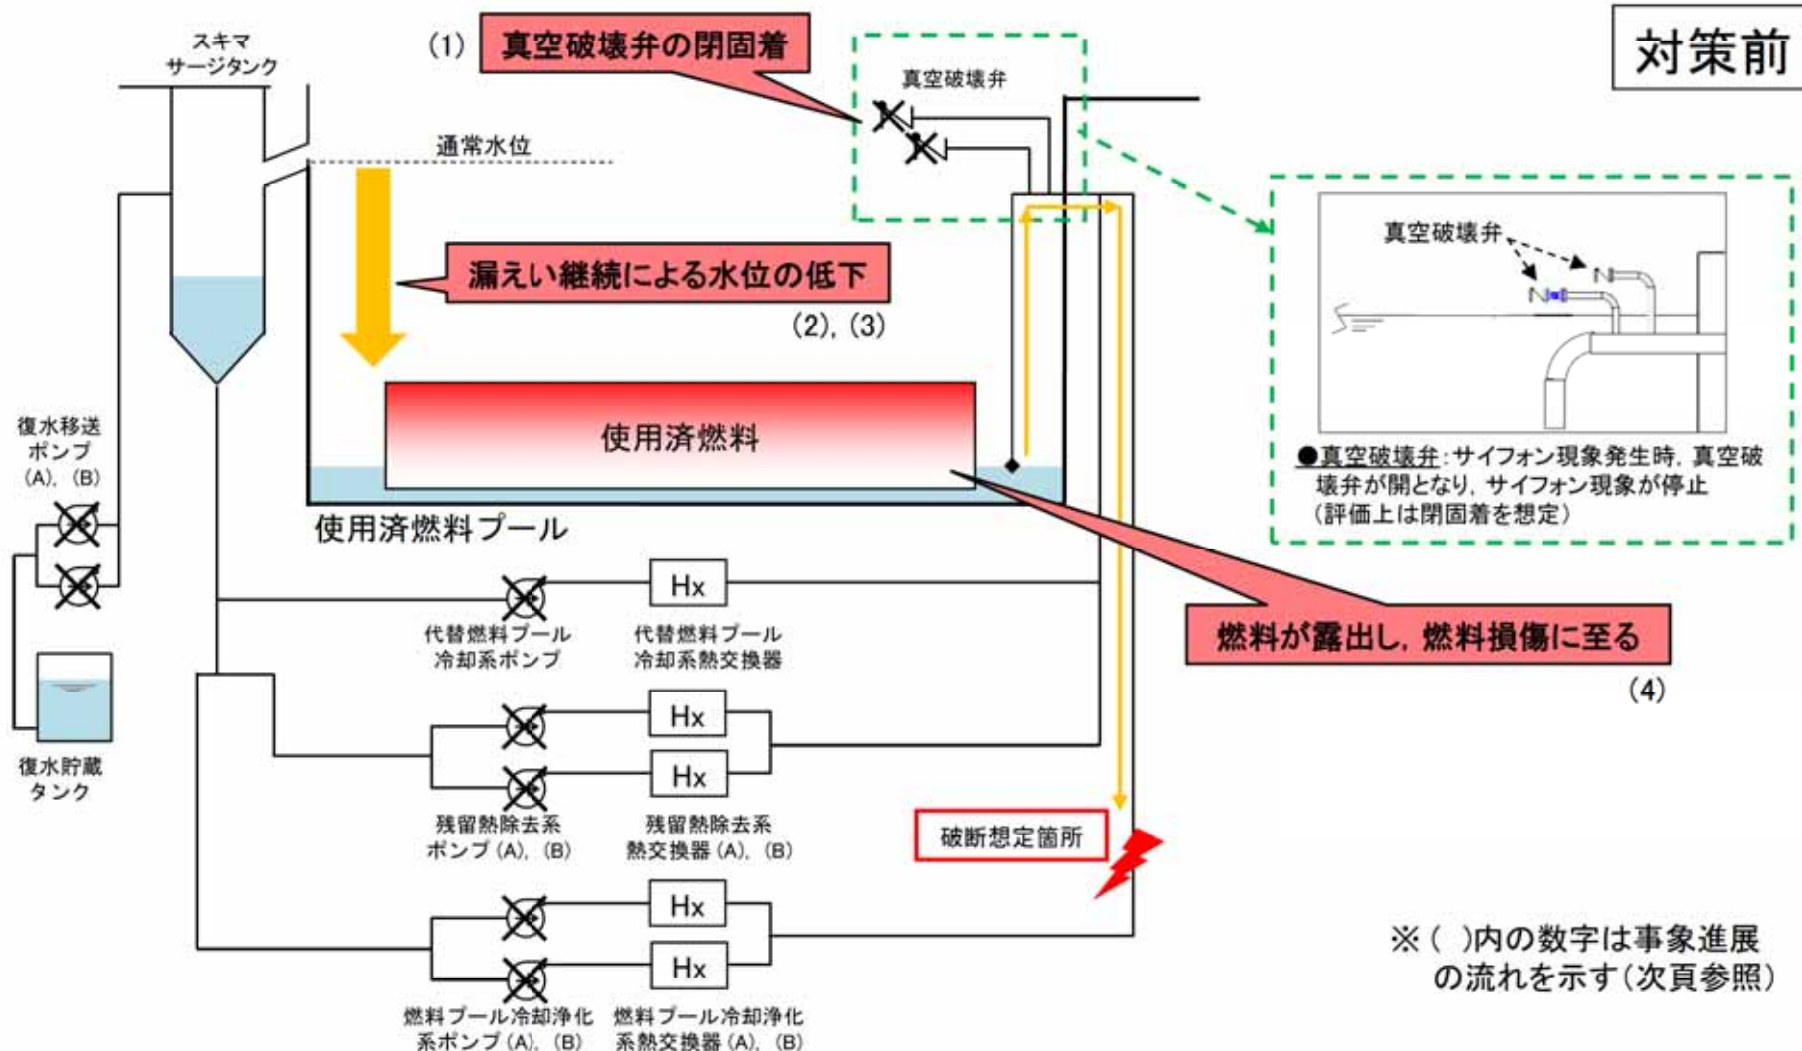 対策前
(1)
真空破壊弁の閉固着
スキマ
サージタンク
真空破壊弁
通常水位
真空破壊弁
漏えい継続による水位の低下
(2), (3)
使用済燃料
復水移送
ポンプ
(A), (B)
●真空破壊弁:サイフォン現象発生時, 真空破
壊弁が開となり, サイフォン現象が停止
(評価上は閉固着を想定)
使用済燃料プール
Hx
代替燃料プール
冷却系ポンプ
代替燃料プール
冷却系熱交換器
燃料が露出し, 燃料損傷に至る
(4)
Hx
Hx
復水貯蔵
タンク
残留熱除去系
ポンプ(A), (B)
残留熱除去系
熱交換器(A), (B)
破断想定箇所
Hx
Hx
燃料プール冷却浄化
系ポンプ(A), (B)
燃料プール冷却浄化
系熱交換器(A), (B)
※( )内の数字は事象進展
の流れを示す(次頁参照)